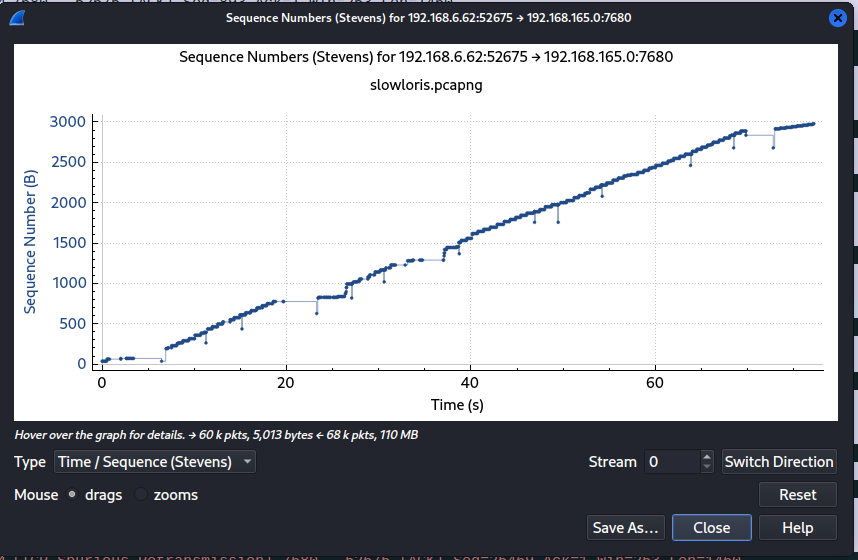 Sequence Numbers (Stevens) for 192.168.6.62:52675 → 192.168.165.0:7680
Sequence Numbers (Stevens) for 192.168.6.62:52675 → 192.168.165.0:7680
slowloris.pcapng
Sequence Number (B)
3000
2500
2000
1500
1000
500
0
0 20 40 60
Time (s)
Hover over the graph for details. → 60 k pkts, 5,013 bytes ← 68 k pkts, 110 MB
Type Time / Sequence (Stevens) Stream 0 Switch Direction
Mouse drags zooms Reset
Save As... Close Help